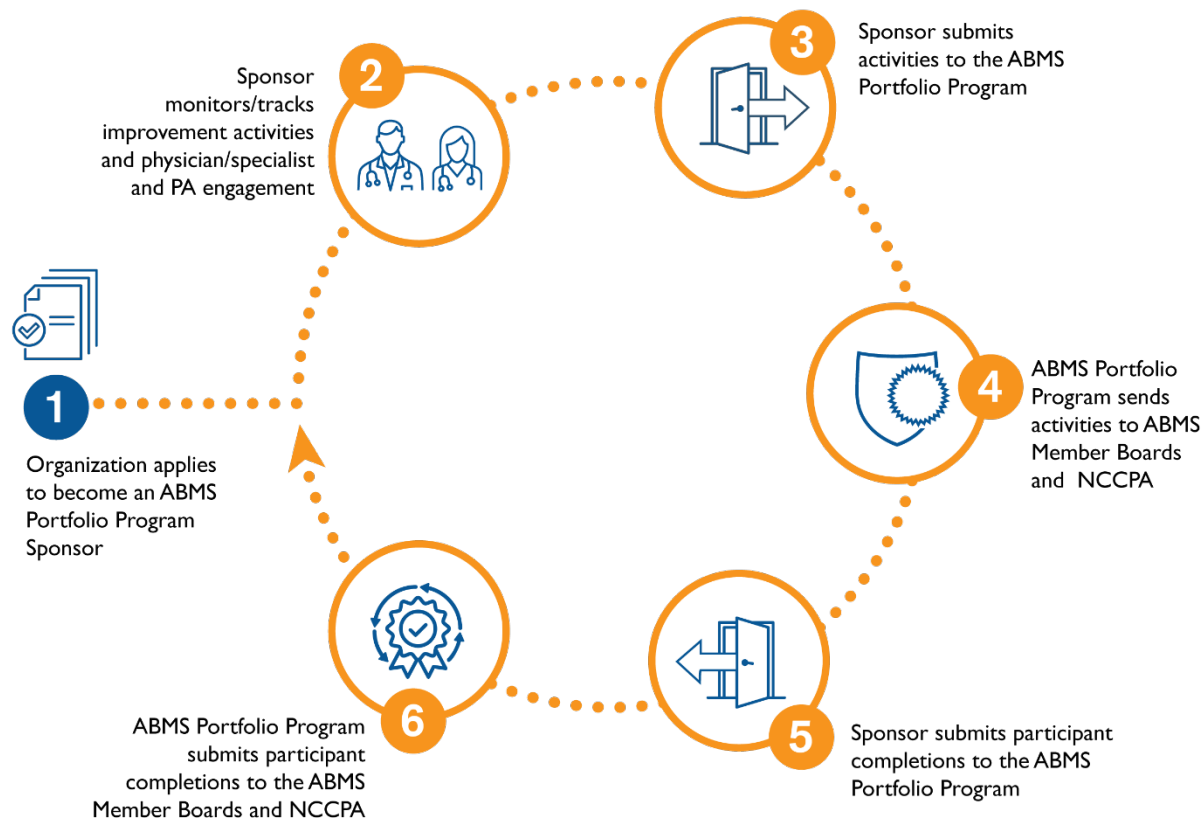 1
Organization applies
to become an ABMS
Portfolio Program
Sponsor
2
Sponsor
monitors/tracks
improvement activities
and physician/specialist
and PA engagement
3
Sponsor submits
activities to the ABMS
Portfolio Program
4
ABMS Portfolio
Program sends
activities to ABMS
Member Boards
and NCCPA
5
Sponsor submits participant
completions to the ABMS
Portfolio Program
6
ABMS Portfolio Program
submits participant
completions to the ABMS
Member Boards and NCCPA